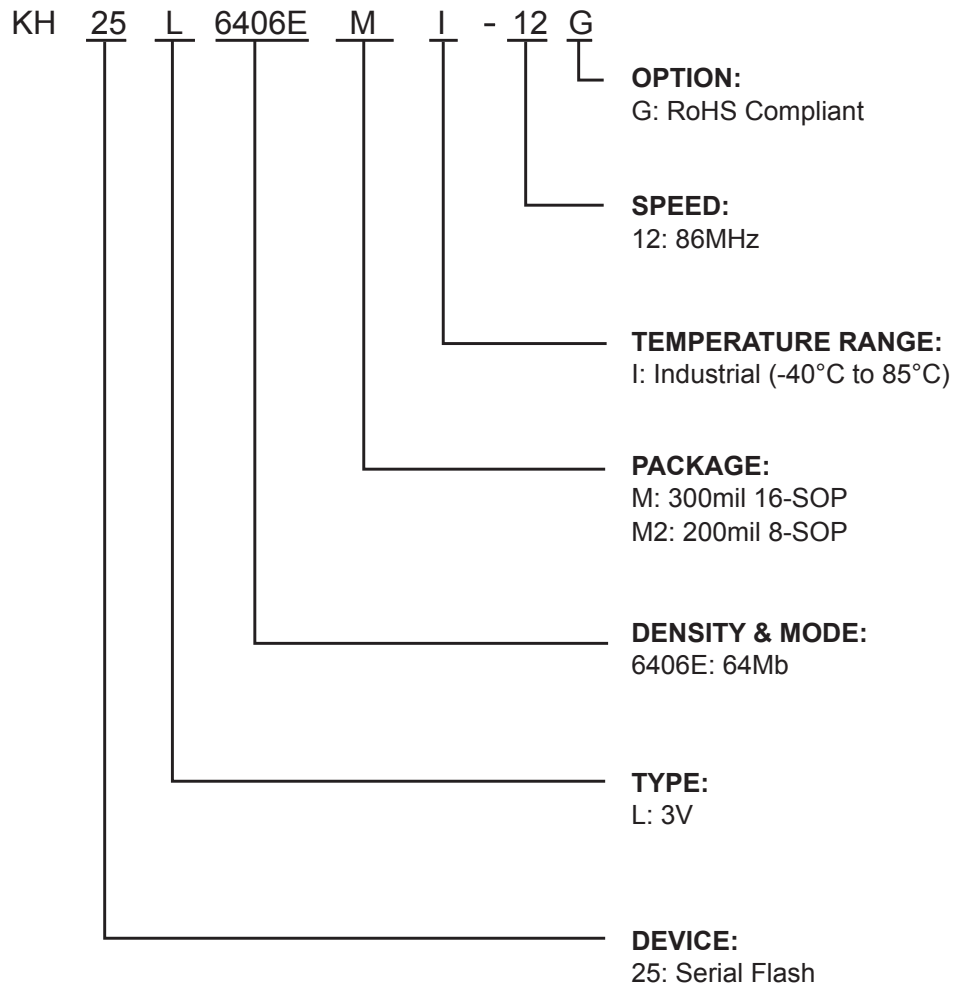 KH 25 L 6406E M I - 12 G
OPTION:
G: RoHS Compliant
SPEED:
12: 86MHz
TEMPERATURE RANGE:
I: Industrial (-40°C to 85°C)
PACKAGE:
M: 300mil 16-SOP
M2: 200mil 8-SOP
DENSITY & MODE:
6406E: 64Mb
TYPE:
L: 3V
DEVICE:
25: Serial Flash